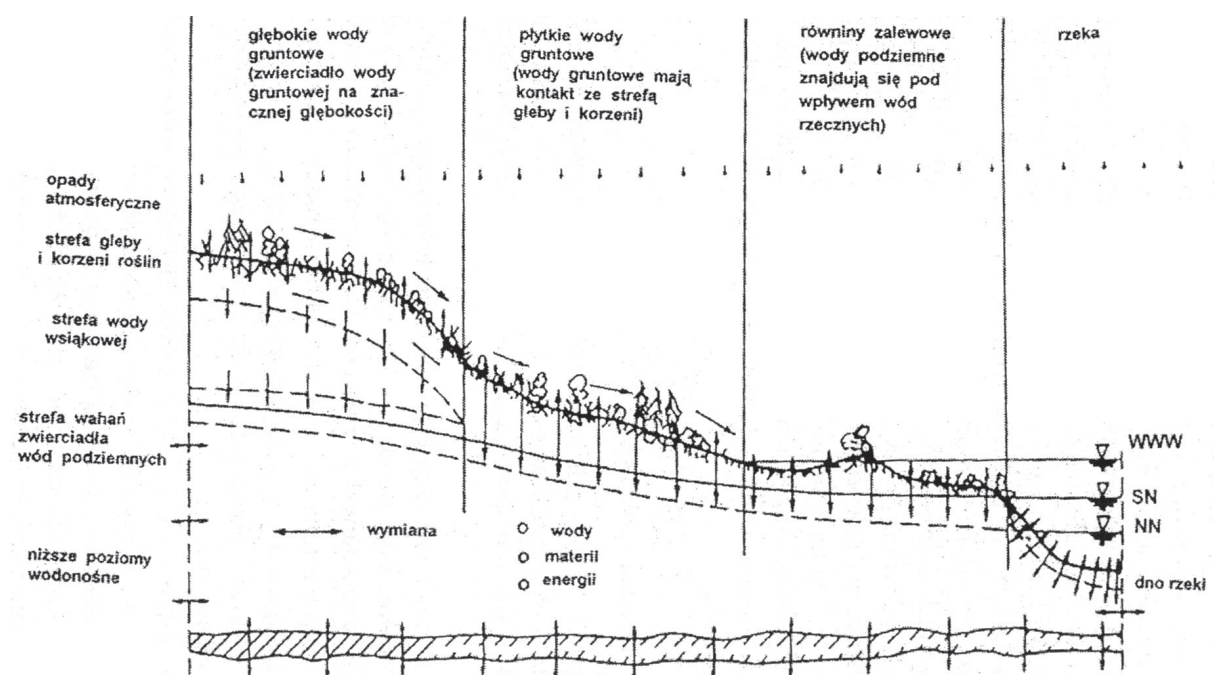 głębokie wody
gruntowe
(zwierciadło wody
gruntowej na zna-
cznej głębokości)
płytkie wody
gruntowe
(wody gruntowe mają
kontakt ze strefą
gleby i korzeni)
równiny zalewowe
(wody podziemne
znajdują się pod
wpływem wód
rzecznych)
rzeka
opady
atmosferyczne
strefa gleby
i korzeni roślin
strefa wody
wsiąkowej
strefa wahań
zwierciadła
wód podziemnych
niższe poziomy
wodonośne
wymiana
wody
materii
energii
WWW
SN
NN
dno rzeki